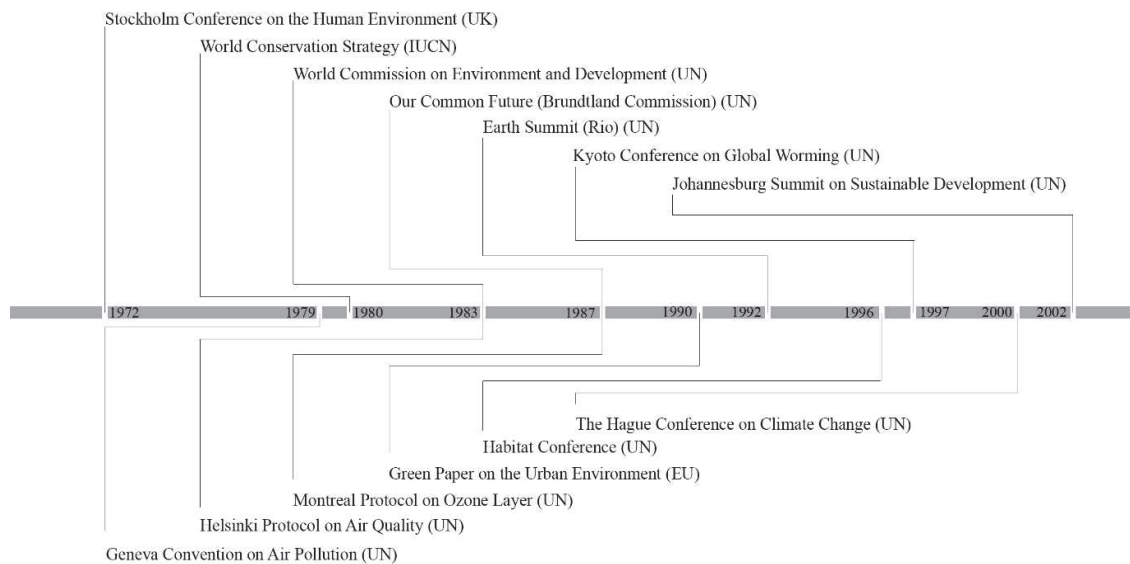 Stockholm Conference on the Human Environment (UK)
World Conservation Strategy (IUCN)
World Commission on Environment and Development (UN)
Our Common Future (Brundtland Commission) (UN)
Earth Summit (Rio) (UN)
Kyoto Conference on Global Worming (UN)
Johannesburg Summit on Sustainable Development (UN)
1972 1979 1980 1983 1987 1990 1992 1996 1997 2000 2002
The Hague Conference on Climate Change (UN)
Habitat Conference (UN)
Green Paper on the Urban Environment (EU)
Montreal Protocol on Ozone Layer (UN)
Helsinki Protocol on Air Quality (UN)
Geneva Convention on Air Pollution (UN)